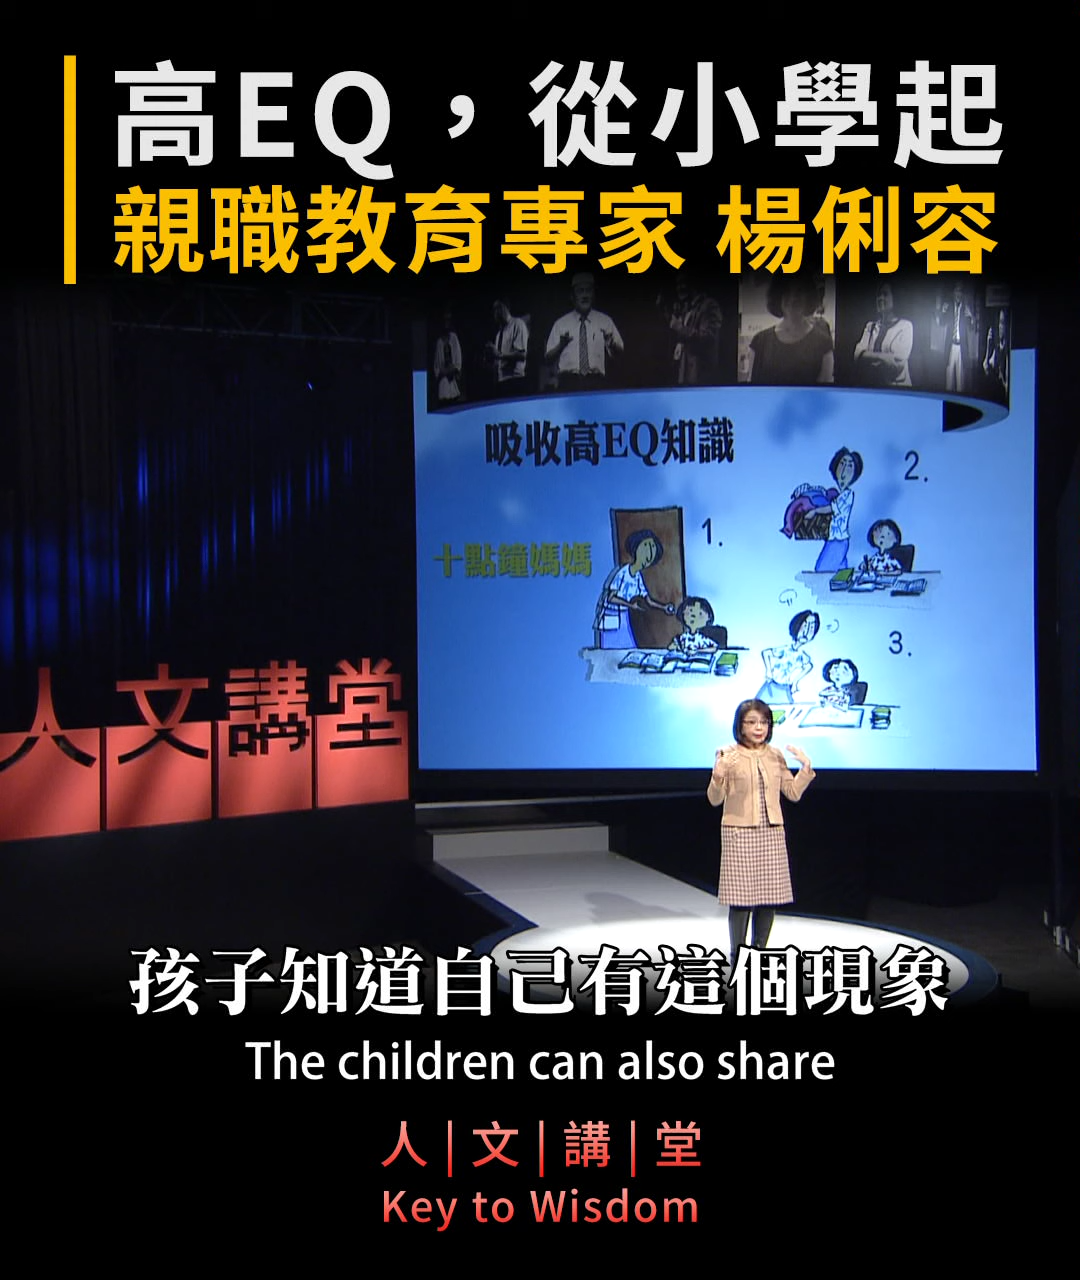 高EQ，從小學起
親職教育專家 楊俐容
吸收高EQ知識
2.
1.
十點鐘媽媽
3.
人文講堂
孩子知道自己有這個現象
The children can also share
人|文|講|堂
Key to Wisdom